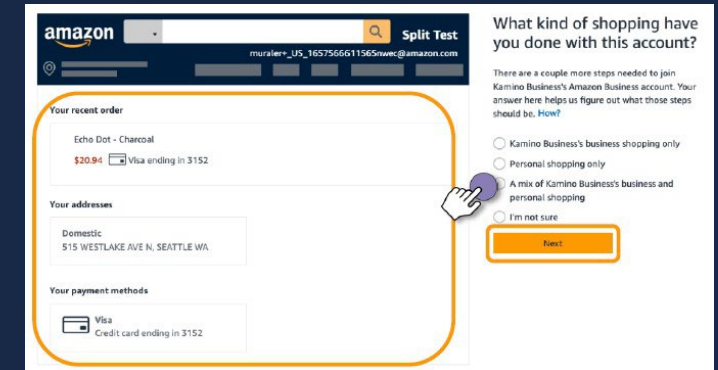 amazon
Split Test
muraler+_US_1657566611565nwec@amazon.com
Your recent order
Echo Dot - Charcoal
$20.94 Visa ending in 3152
Your addresses
Domestic
515 WESTLAKE AVE N, SEATTLE WA
Your payment methods
Visa
Credit card ending in 3152
What kind of shopping have
you done with this account?
There are a couple more steps needed to join
Kamino Business's Amazon Business account. Your
answer here helps us figure out what those steps
should be. How?
Kamino Business's business shopping only
Personal shopping only
A mix of Kamino Business's business and
personal shopping
I'm not sure
Next